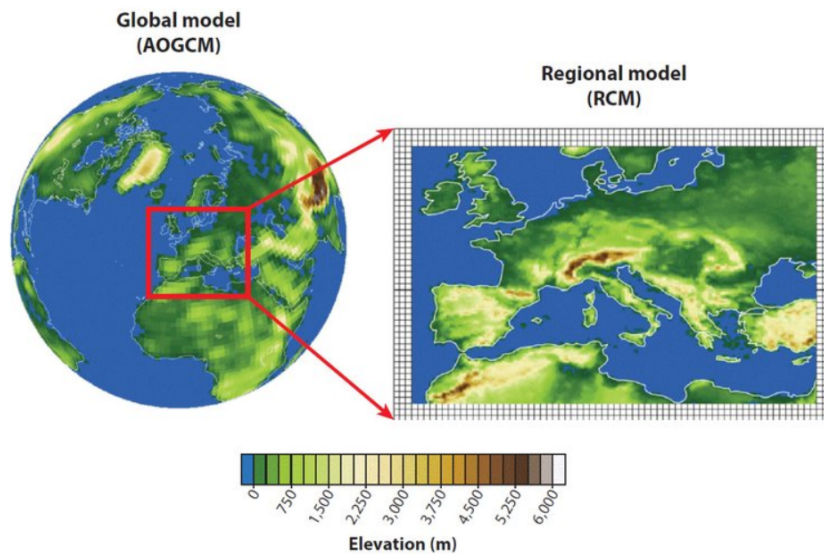 Global model
(AOGCM)
Regional model
(RCM)
0
750
1,500
2,250
3,000
3,750
4,500
5,250
6,000
Elevation (m)